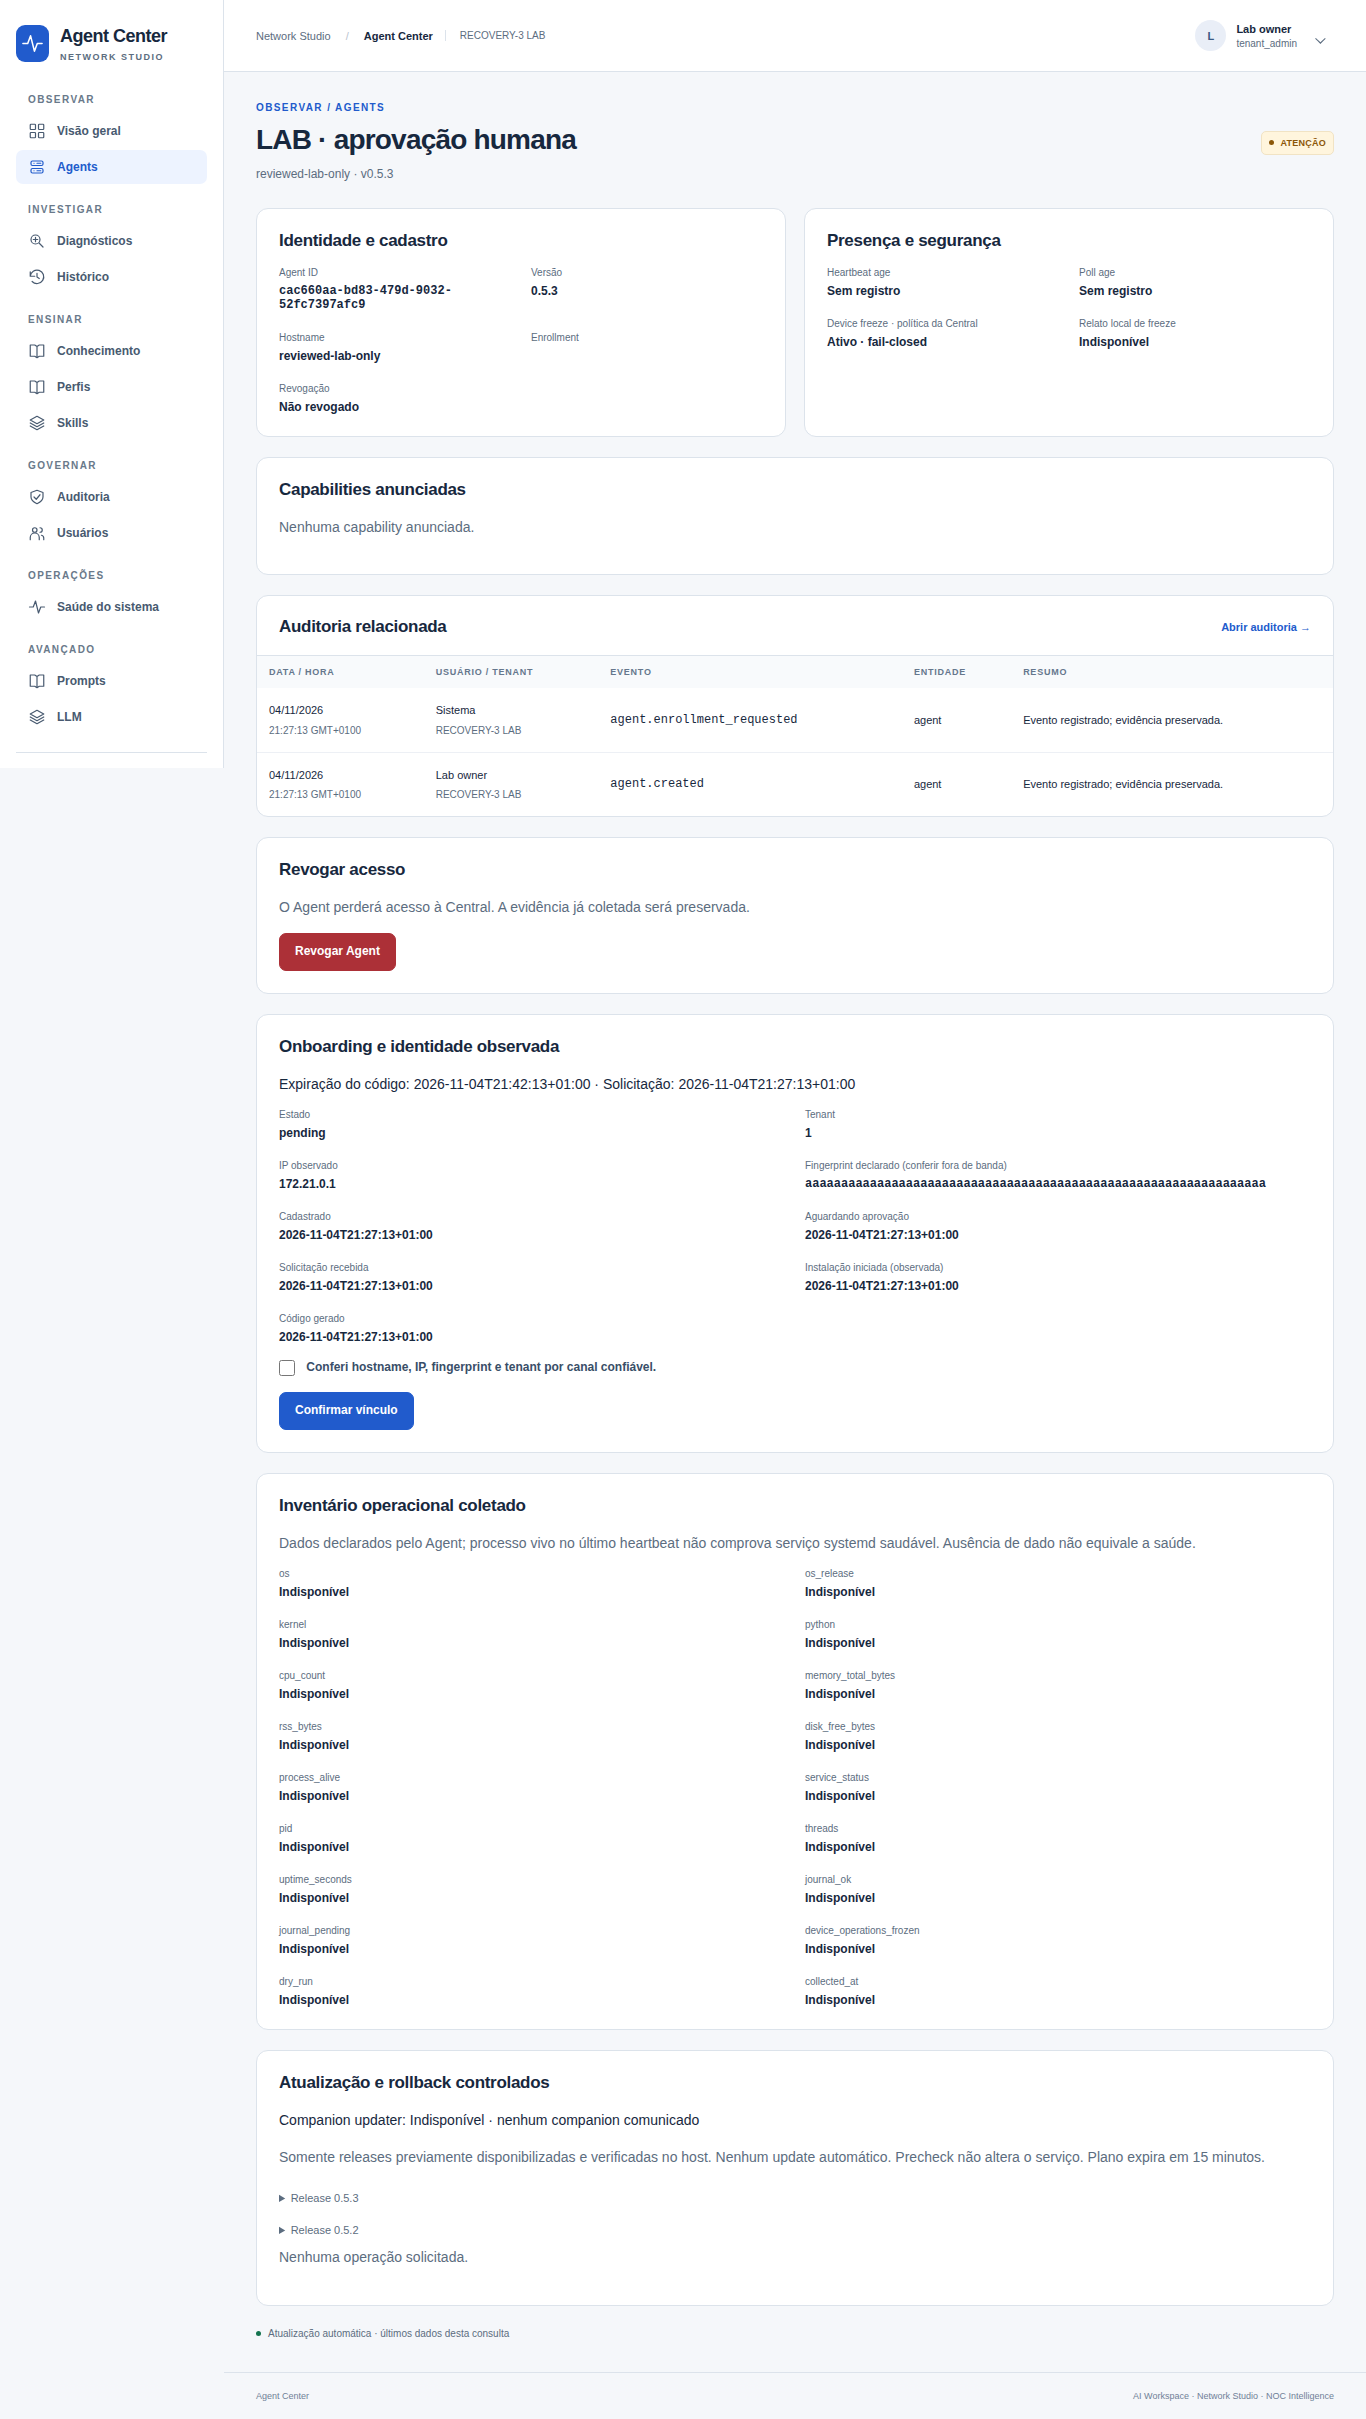 Agent Center
NETWORK STUDIO
OBSERVAR
Visão geral
Agents
INVESTIGAR
Diagnósticos
Histórico
ENSINAR
Conhecimento
Perfis
Skills
GOVERNAR
Auditoria
Usuários
OPERAÇÕES
Saúde do sistema
AVANÇADO
Prompts
LLM
Network Studio / Agent Center RECOVERY-3 LAB
L
Lab owner
tenant_admin
OBSERVAR / AGENTS
LAB · aprovação humana
ATENÇÃO
reviewed-lab-only · v0.5.3
Identidade e cadastro
Agent ID
cac660aa-bd83-479d-9032-
52fc7397afc9
Versão
0.5.3
Hostname
reviewed-lab-only
Enrollment
Revogação
Não revogado
Presença e segurança
Heartbeat age
Sem registro
Poll age
Sem registro
Device freeze · política da Central
Ativo · fail-closed
Relato local de freeze
Indisponível
Capabilities anunciadas
Nenhuma capability anunciada.
Auditoria relacionada
Abrir auditoria →
DATA / HORA USUÁRIO / TENANT EVENTO ENTIDADE RESUMO
04/11/2026
21:27:13 GMT+0100
Sistema
RECOVERY-3 LAB
agent.enrollment_requested
agent
Evento registrado; evidência preservada.
04/11/2026
21:27:13 GMT+0100
Lab owner
RECOVERY-3 LAB
agent.created
agent
Evento registrado; evidência preservada.
Revogar acesso
O Agent perderá acesso à Central. A evidência já coletada será preservada.
Revogar Agent
Onboarding e identidade observada
Expiração do código: 2026-11-04T21:42:13+01:00 · Solicitação: 2026-11-04T21:27:13+01:00
Estado
pending
Tenant
1
IP observado
172.21.0.1
Fingerprint declarado (conferir fora de banda)
aaaaaaaaaaaaaaaaaaaaaaaaaaaaaaaaaaaaaaaaaaaaaaaaaaaaaaaaaaaaaaaa
Cadastrado
2026-11-04T21:27:13+01:00
Aguardando aprovação
2026-11-04T21:27:13+01:00
Solicitação recebida
2026-11-04T21:27:13+01:00
Instalação iniciada (observada)
2026-11-04T21:27:13+01:00
Código gerado
2026-11-04T21:27:13+01:00
Conferi hostname, IP, fingerprint e tenant por canal confiável.
Confirmar vínculo
Inventário operacional coletado
Dados declarados pelo Agent; processo vivo no último heartbeat não comprova serviço systemd saudável. Ausência de dado não equivale a saúde.
os
Indisponível
os_release
Indisponível
kernel
Indisponível
python
Indisponível
cpu_count
Indisponível
memory_total_bytes
Indisponível
rss_bytes
Indisponível
disk_free_bytes
Indisponível
process_alive
Indisponível
service_status
Indisponível
pid
Indisponível
threads
Indisponível
uptime_seconds
Indisponível
journal_ok
Indisponível
journal_pending
Indisponível
device_operations_frozen
Indisponível
dry_run
Indisponível
collected_at
Indisponível
Atualização e rollback controlados
Companion updater: Indisponível · nenhum companion comunicado
Somente releases previamente disponibilizadas e verificadas no host. Nenhum update automático. Precheck não altera o serviço. Plano expira em 15 minutos.
Release 0.5.3
Release 0.5.2
Nenhuma operação solicitada.
Atualização automática · últimos dados desta consulta
Agent Center
AI Workspace · Network Studio · NOC Intelligence